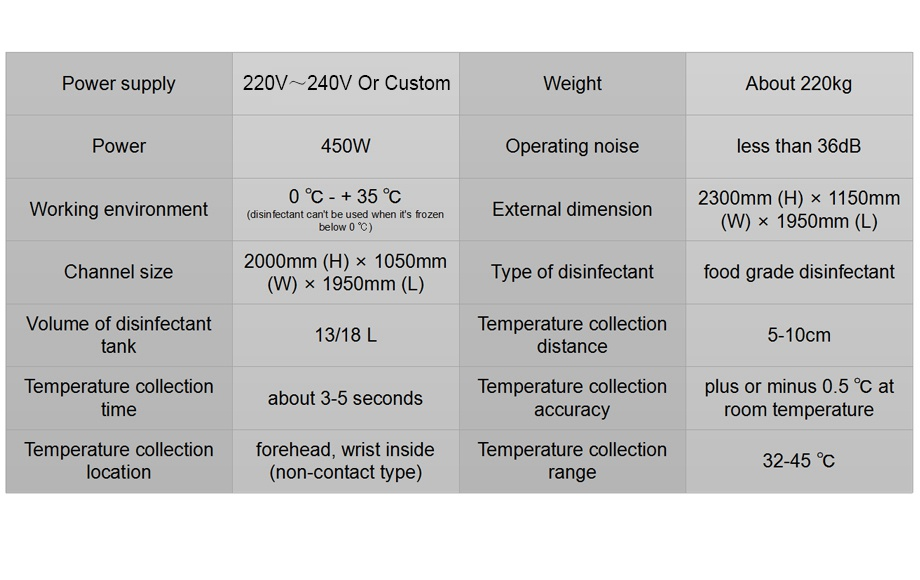 Power supply
220V～240V Or Custom
Weight
About 220kg
Power
450W
Operating noise
less than 36dB
Working environment
0 ℃ - + 35 ℃
(disinfectant can't be used when it's frozen
below 0 ℃)
External dimension
2300mm (H) × 1150mm
(W) × 1950mm (L)
Channel size
2000mm (H) × 1050mm
(W) × 1950mm (L)
Type of disinfectant
food grade disinfectant
Volume of disinfectant
tank
13/18 L
Temperature collection
distance
5-10cm
Temperature collection
time
about 3-5 seconds
Temperature collection
accuracy
plus or minus 0.5 ℃ at
room temperature
Temperature collection
location
forehead, wrist inside
(non-contact type)
Temperature collection
range
32-45 ℃